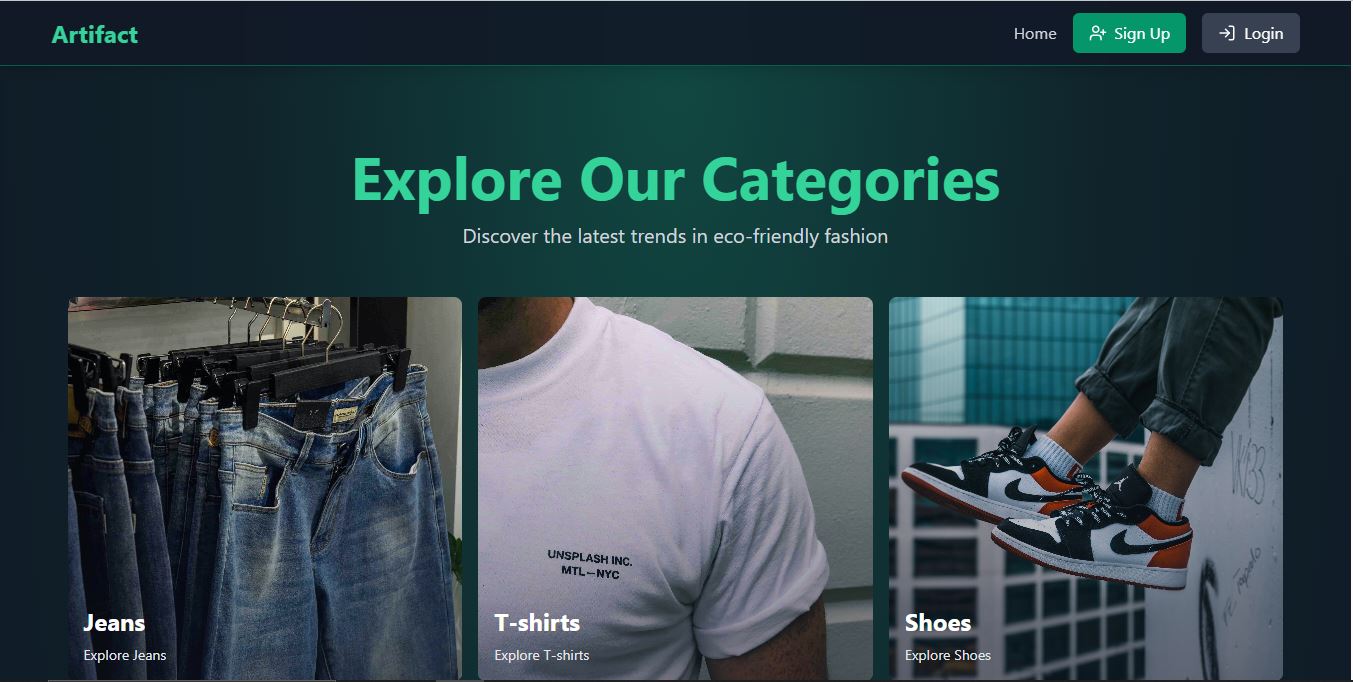 Artifact
Home
Sign Up
Login
Explore Our Categories
Discover the latest trends in eco-friendly fashion
UNSPLASH INC.
MTL—NYC
Jeans
Explore Jeans
T-shirts
Explore T-shirts
Shoes
Explore Shoes